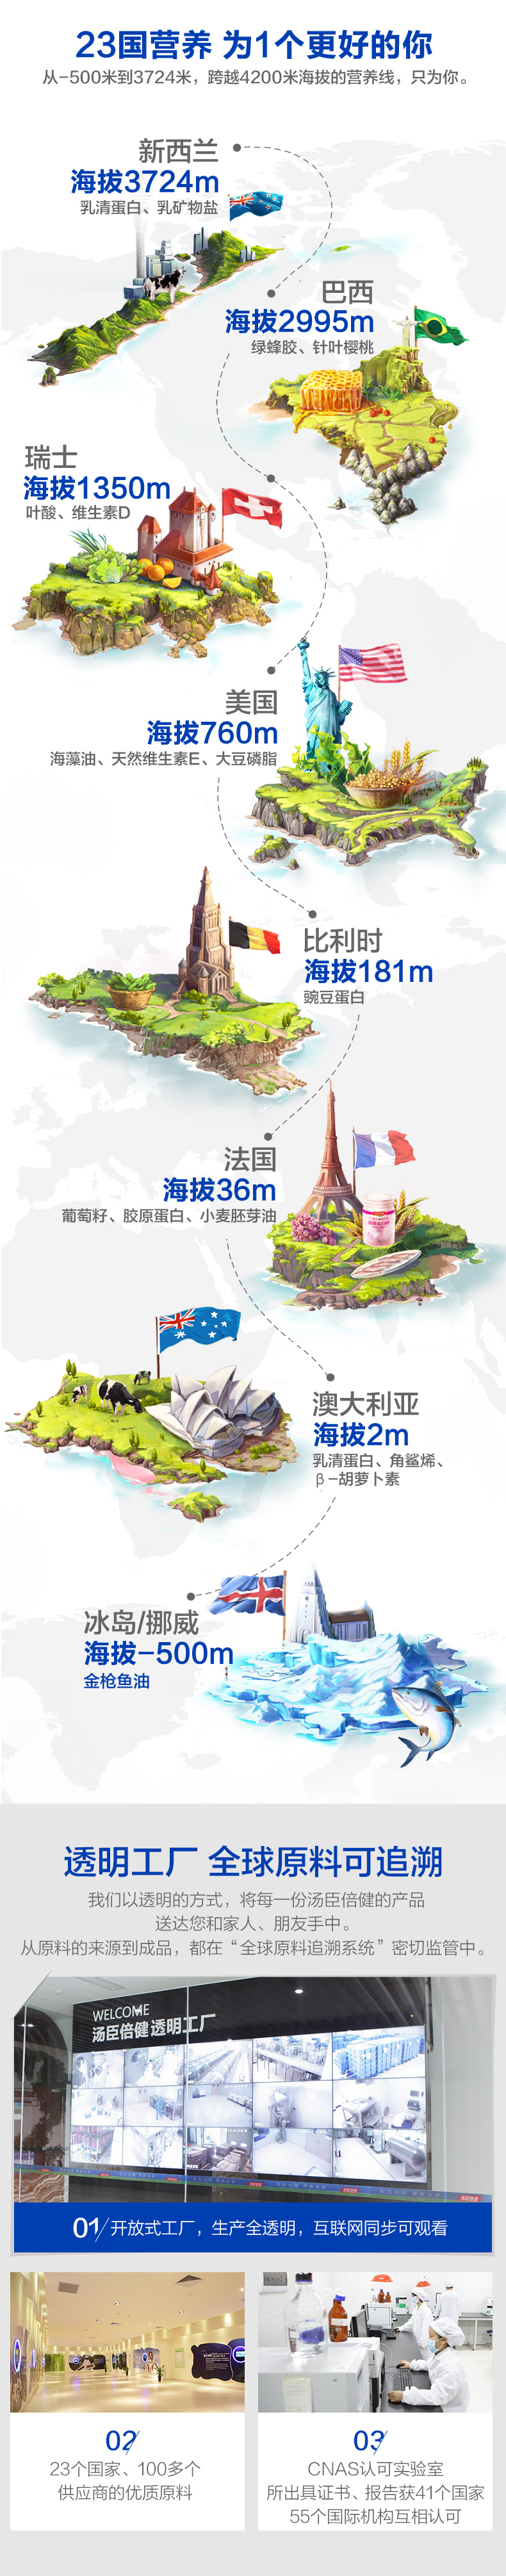 23国营养 为1个更好的你
从-500米到3724米，跨越4200米海拔的营养线，只为你。
新西兰
海拔3724m
乳清蛋白、乳矿物盐
巴西
海拔2995m
绿蜂胶、针叶樱桃
瑞士
海拔1350m
叶酸、维生素D
美国
海拔760m
海藻油、天然维生素E、大豆磷脂
比利时
海拔181m
豌豆蛋白
法国
海拔36m
葡萄籽、胶原蛋白、小麦胚芽油
澳大利亚
海拔2m
乳清蛋白、角鲨烯、
β-胡萝卜素
冰岛/挪威
海拔-500m
金枪鱼油
透明工厂 全球原料可追溯
我们以透明的方式，将每一份汤臣倍健的产品
送达您和家人、朋友手中。
从原料的来源到成品，都在“全球原料追溯系统”密切监管中。
WELCOME
汤臣倍健透明工厂
01/开放式工厂，生产全透明，互联网同步可观看
02/
23个国家、100多个
供应商的优质原料
03/
CNAS认可实验室
所出具证书、报告获41个国家
55个国际机构互相认可